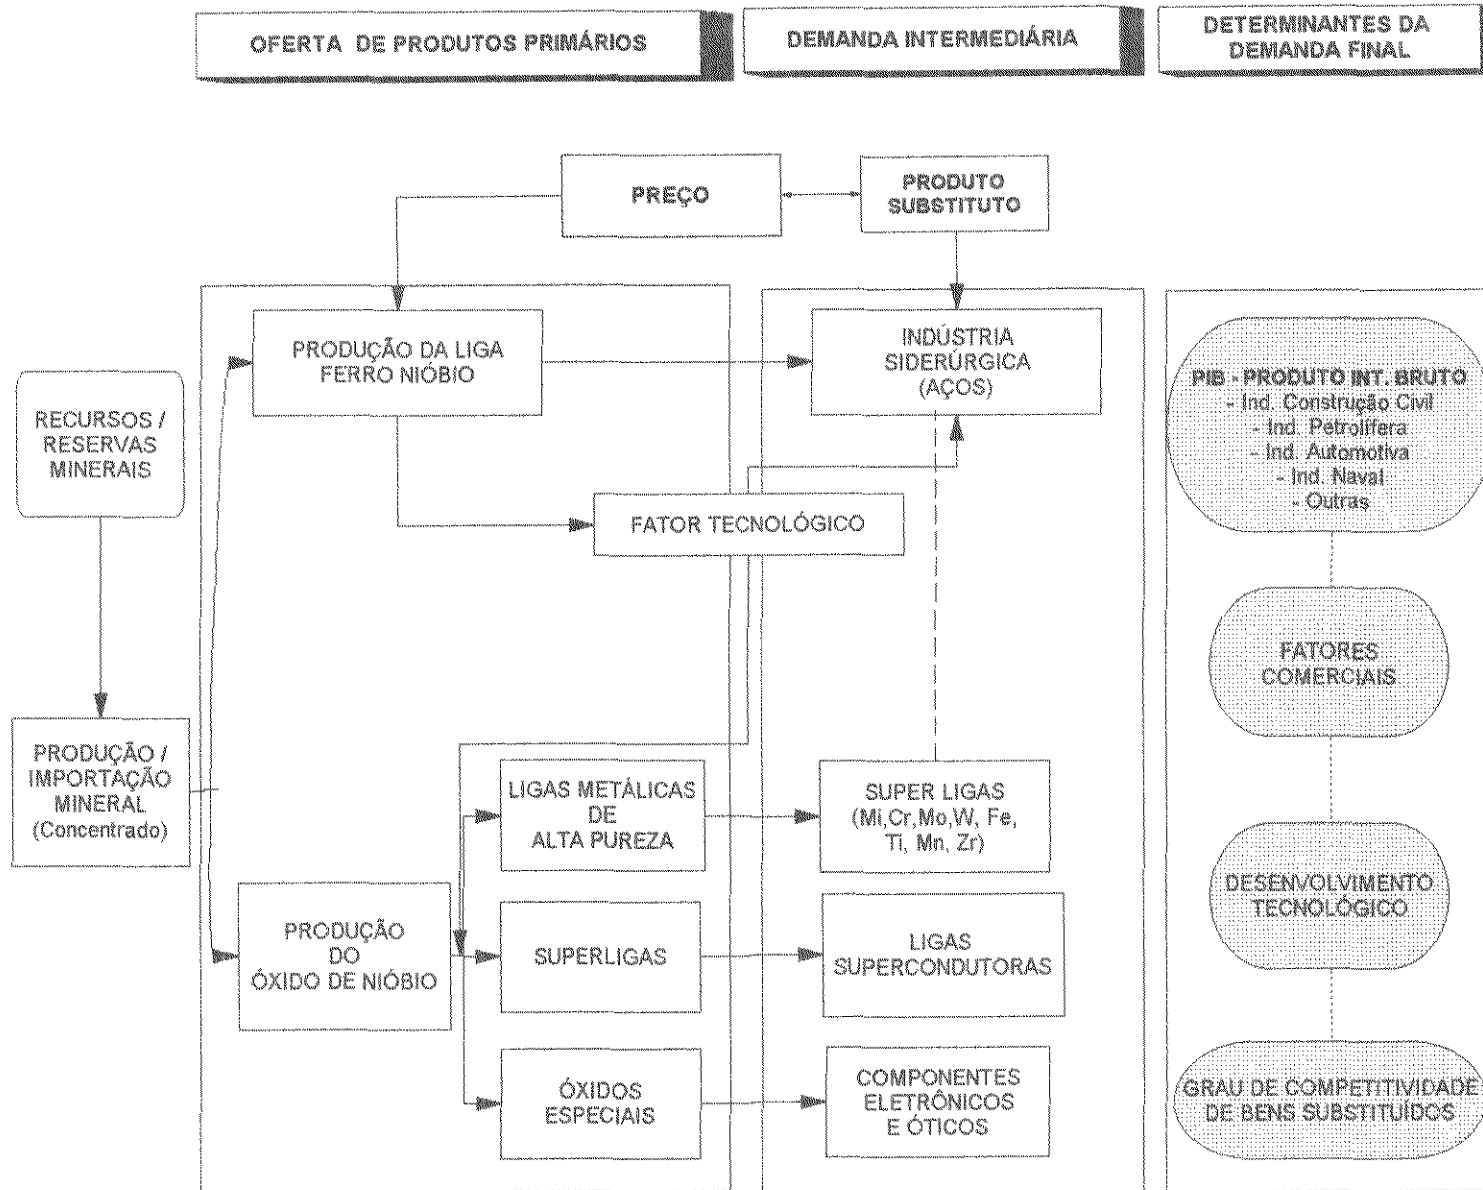 OFERTA DE PRODUTOS PRIMÁRIOS
DEMANDA INTERMEDIÁRIA
DETERMINANTES DA
DEMANDA FINAL
PREÇO
PRODUTO
SUBSTITUTO
PRODUÇÃO DA LIGA
FERRO NIÓBIO
INDÚSTRIA
SIDERÚRGICA
(AÇOS)
PIB - PRODUTO INT. BRUTO
- Ind. Construção Civil
- Ind. Petrolífera
- Ind. Automotiva
- Ind. Naval
- Outras
RECURSOS /
RESERVAS
MINERAIS
FATOR TECNOLÓGICO
FATORES
COMERCIAIS
PRODUÇÃO /
IMPORTAÇÃO
MINERAL
(Concentrado)
LIGAS METÁLICAS
DE
ALTA PUREZA
SUPER LIGAS
(Mi,Cr,Mo,W, Fe,
Ti, Mn, Zr)
DESENVOLVIMENTO
TECNOLÓGICO
PRODUÇÃO
DO
ÓXIDO DE NIÓBIO
SUPERLIGAS
LIGAS
SUPERCONDUTORAS
ÓXIDOS
ESPECIAIS
COMPONENTES
ELETRÔNICOS
E ÓTICOS
GRAU DE COMPETITIVIDADE
DE BENS SUBSTITUÍDOS